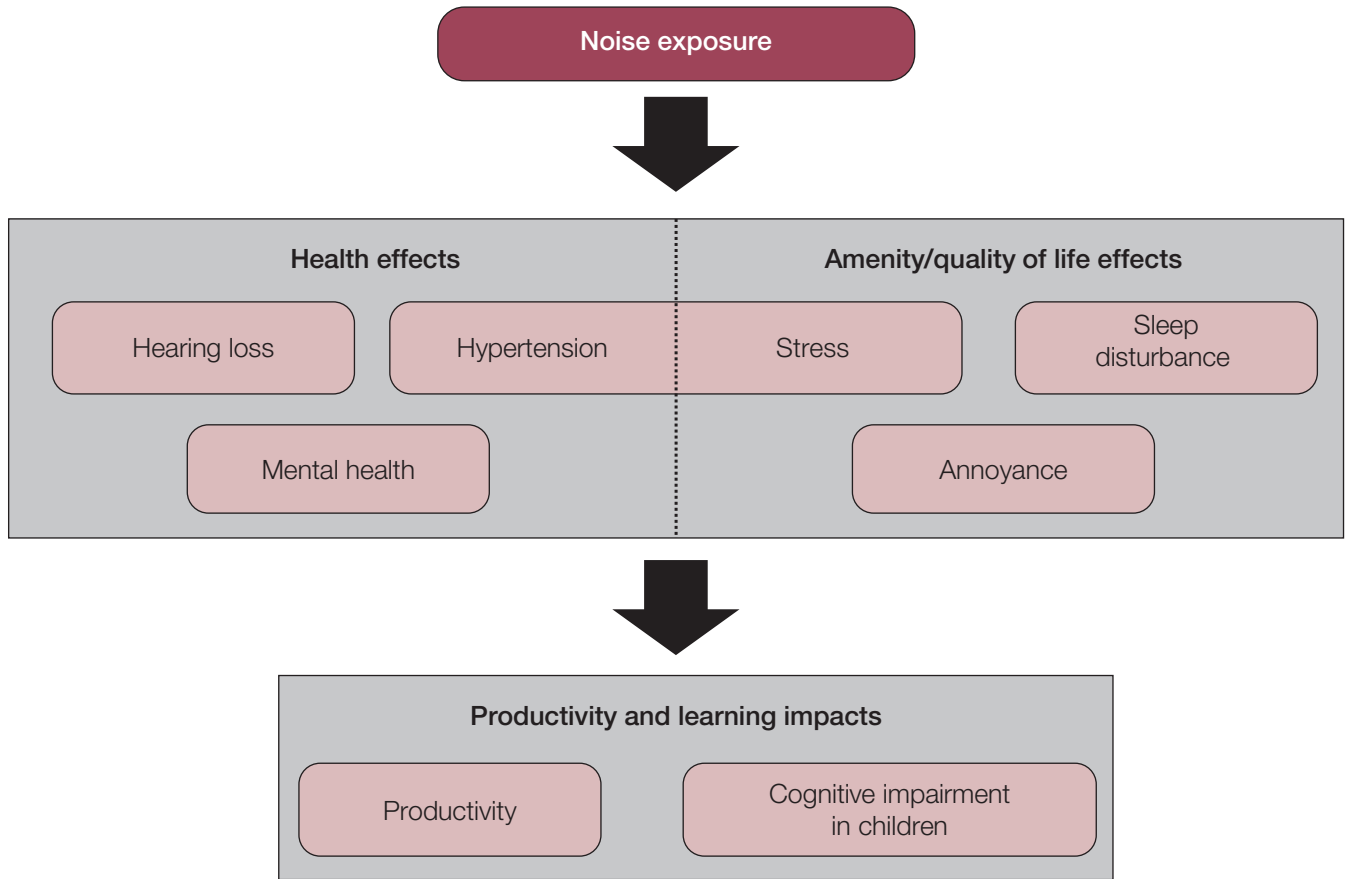 Noise exposure
Health effects
Amenity/quality of life effects
Hearing loss
Hypertension
Stress
Sleep
disturbance
Mental health
Annoyance
Productivity and learning impacts
Productivity
Cognitive impairment
in children